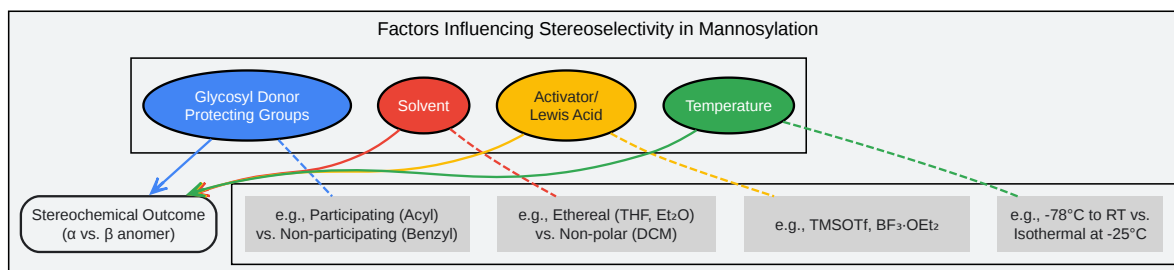 Factors Influencing Stereoselectivity in Mannosylation
Glycosyl Donor
Protecting Groups
Solvent
Activator/
Lewis Acid
Temperature
Stereochemical Outcome
(α vs. β anomer)
e.g., Participating (Acyl)
vs. Non-participating (Benzyl)
e.g., Ethereal (THF, Et₂O)
vs. Non-polar (DCM)
e.g., TMSOTf, BF₃·OEt₂
e.g., -78°C to RT vs.
Isothermal at -25°C